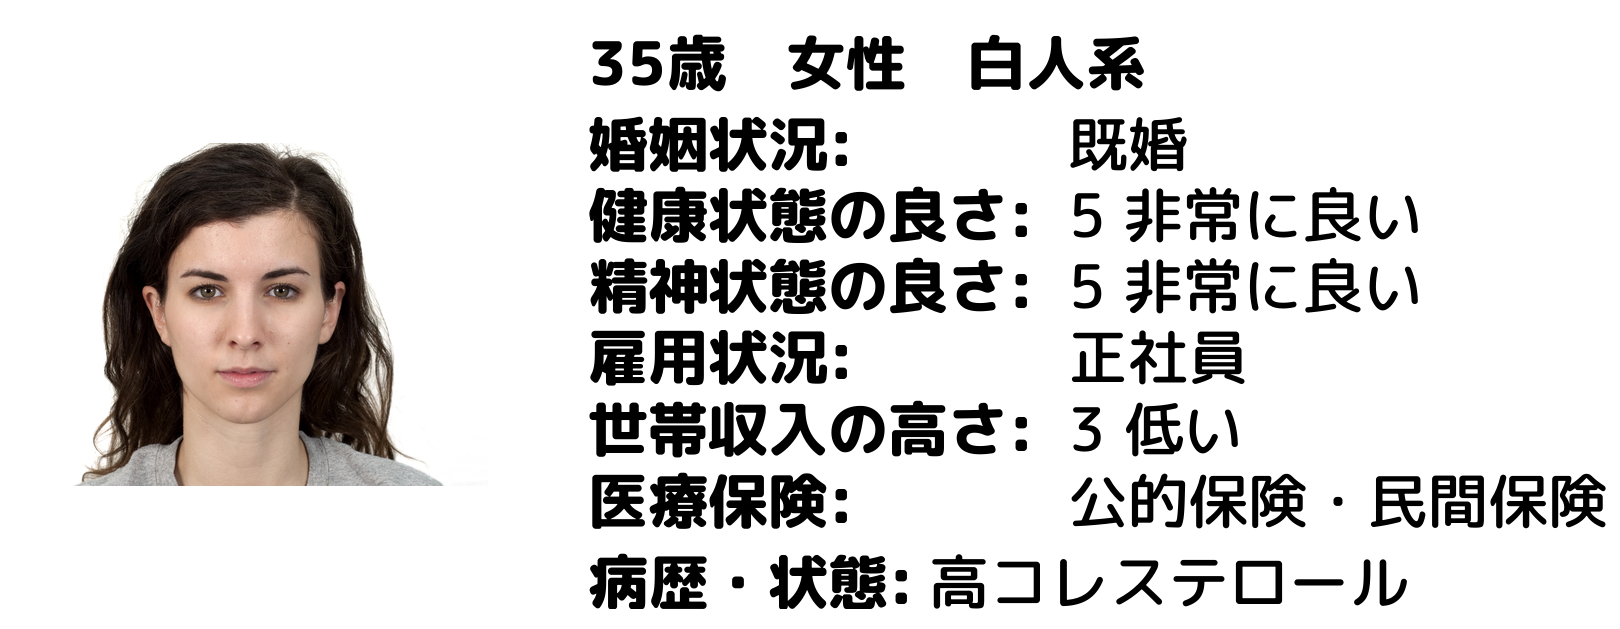 35歳　女性　白人系
婚姻状況: 既婚
健康状態の良さ: 5 非常に良い
精神状態の良さ: 5 非常に良い
雇用状況: 正社員
世帯収入の高さ: 3 低い
医療保険: 公的保険・民間保険
病歴・状態: 高コレステロール